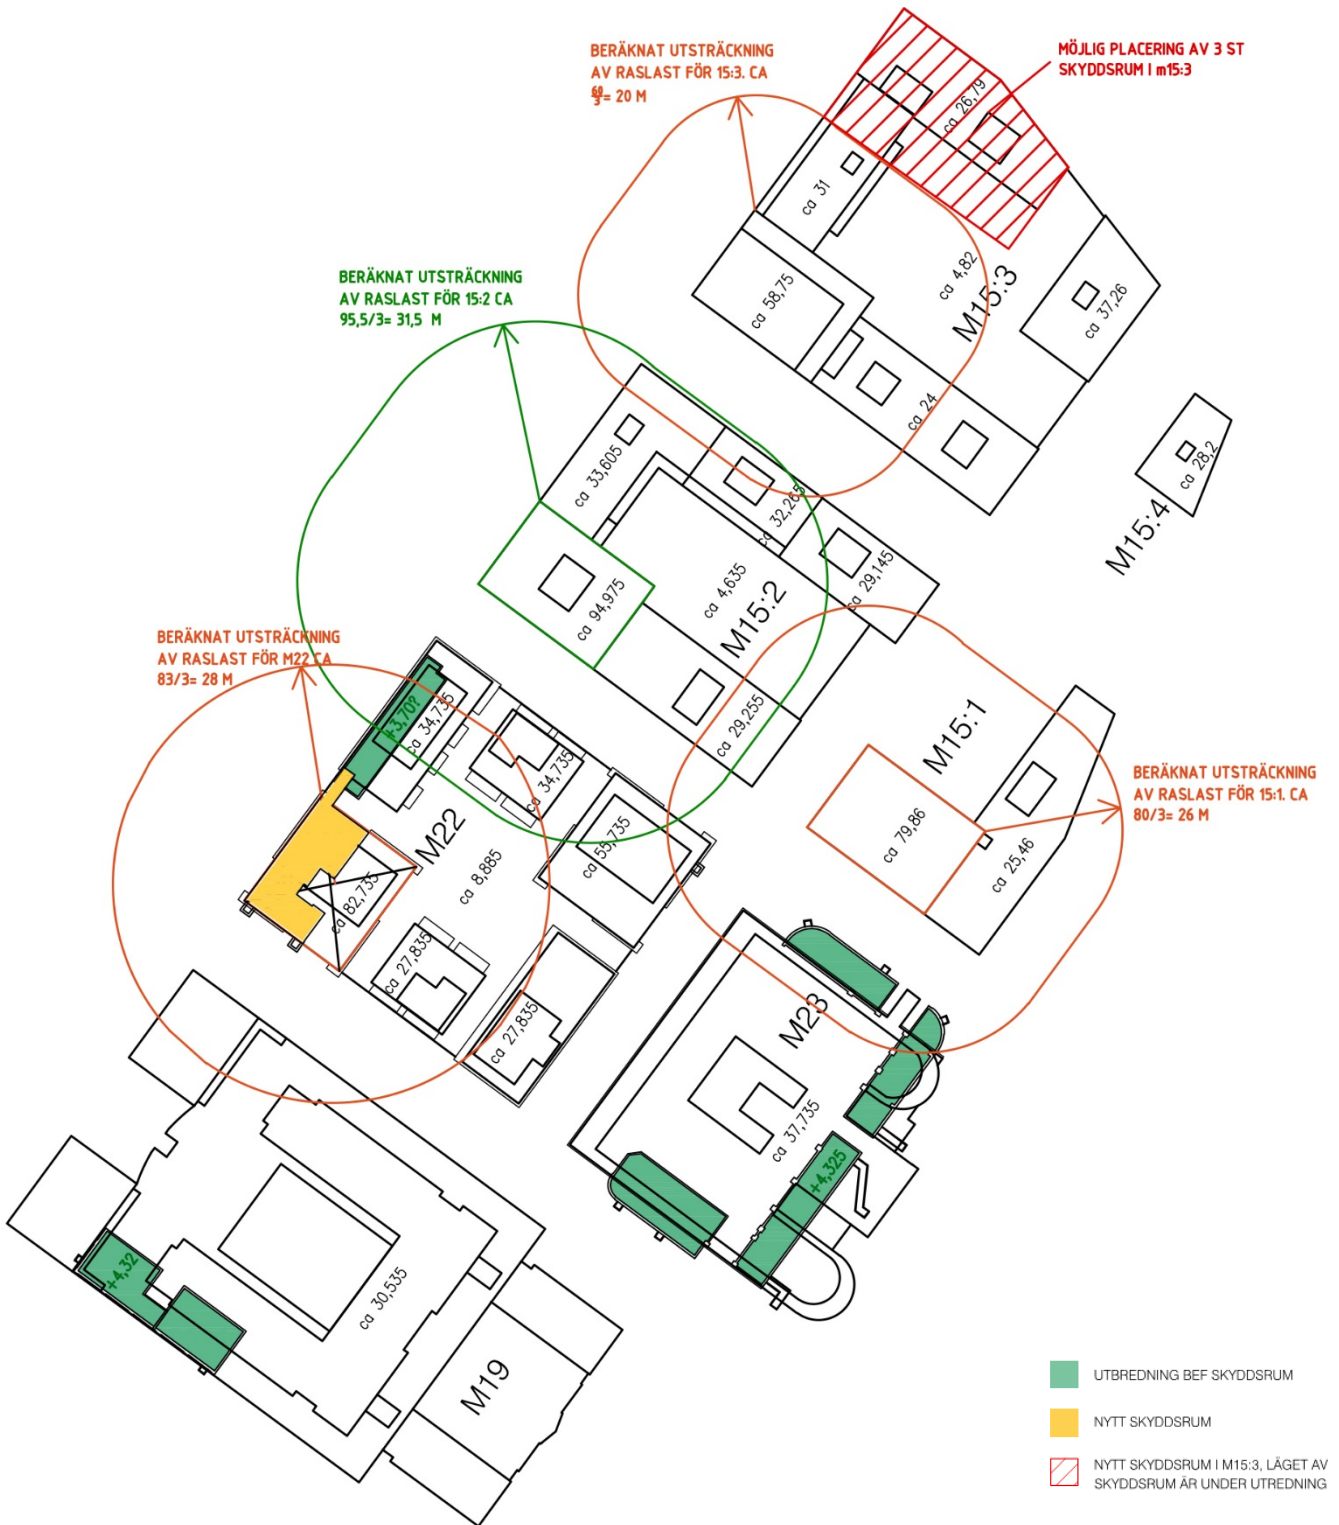 BERÄKNAT UTSTRÄCKNING
AV RASLAST FÖR 15:3. CA
60/3= 20 M
MÖJLIG PLACERING AV 3 ST
SKYDDSRUM I m15:3
ca 26,79
ca 31
ca 4,82
M15:3
ca 58,75
ca 37,26
ca 24
BERÄKNAT UTSTRÄCKNING
AV RASLAST FÖR 15:2 CA
95,5/3= 31,5 M
ca 28,2
M15:4
ca 33,605
ca 32,265
ca 29,145
ca 4,635
M15:2
ca 94,975
ca 29,255
BERÄKNAT UTSTRÄCKNING
AV RASLAST FÖR M22 CA
83/3= 28 M
+3,70?
ca 34,735
ca 34,735
M22
ca 55,735
ca 8,885
ca 82,735
ca 27,835
ca 27,835
M15:1
ca 79,86
ca 25,46
BERÄKNAT UTSTRÄCKNING
AV RASLAST FÖR 15:1. CA
80/3= 26 M
M23
ca 37,735
+4,325
+4,32
ca 30,535
M19
UTBREDNING BEF SKYDDSRUM
NYTT SKYDDSRUM
NYTT SKYDDSRUM I M15:3, LÄGET AV
SKYDDSRUM ÄR UNDER UTREDNING